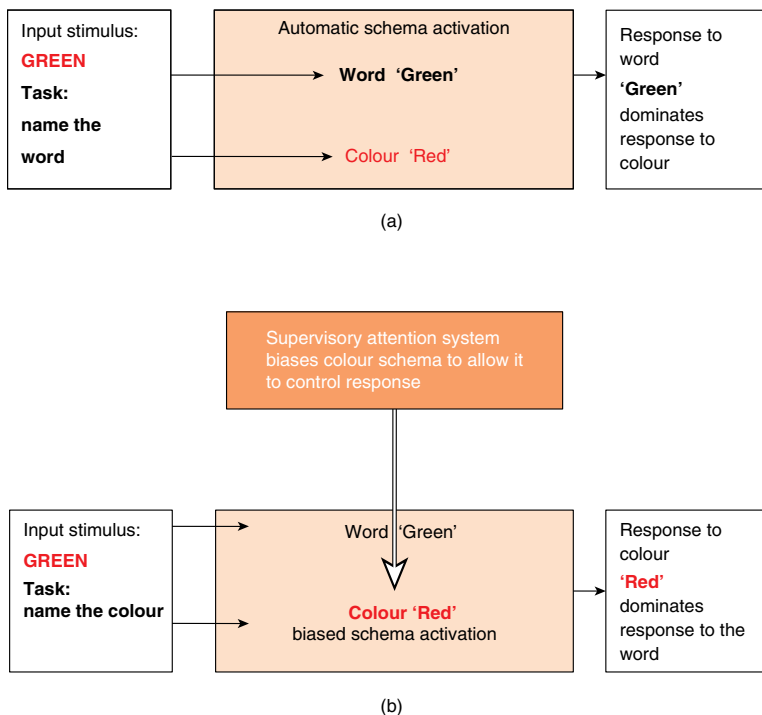 Input stimulus:
GREEN
Task:
name the
word
Automatic schema activation
Word ‘Green’
Colour ‘Red’
Response to
word
‘Green’
dominates
response to
colour
(a)
Supervisory attention system
biases colour schema to allow it
to control response
Input stimulus:
GREEN
Task:
name the colour
Word ‘Green’
Colour ‘Red’
biased schema activation
Response to
colour
‘Red’
dominates
response to the
word
(b)